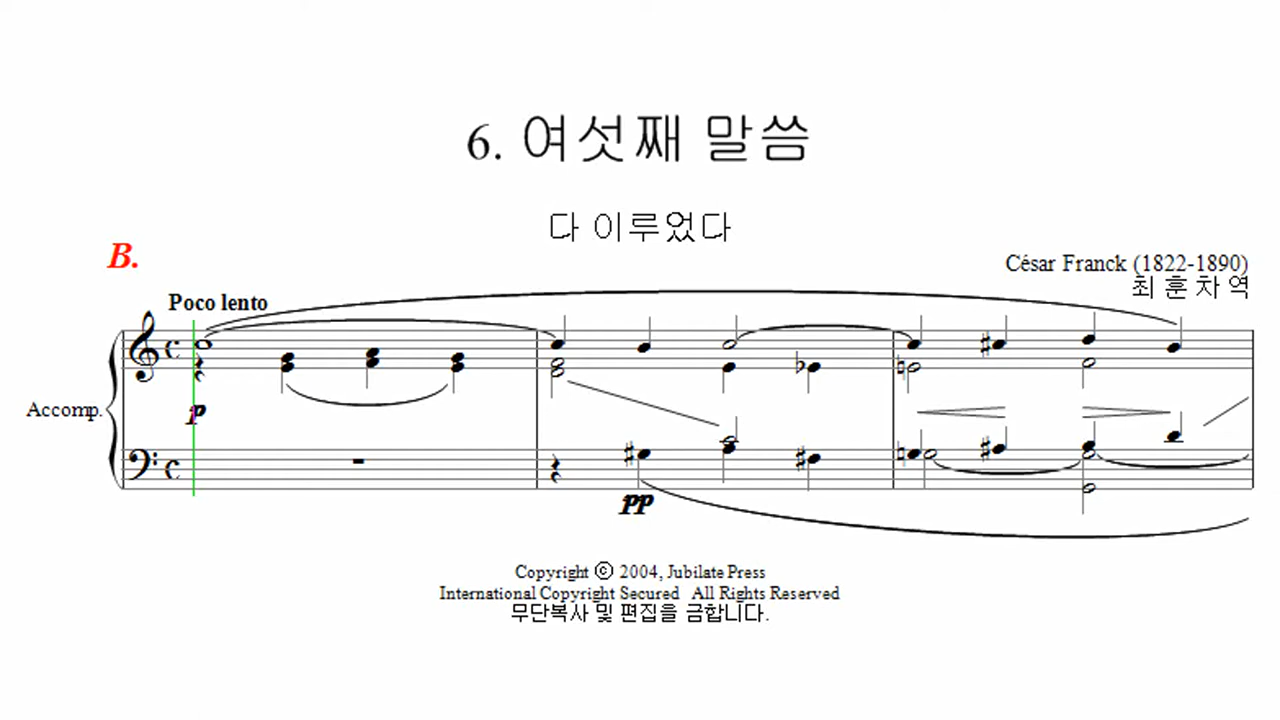 6. 여섯째 말씀
다 이루었다
B.
César Franck (1822-1890)
최 훈 차 역
Poco lento
p
Accomp.
pp
Copyright ⓒ 2004, Jubilate Press
International Copyright Secured All Rights Reserved
무단복사 및 편집을 금합니다.